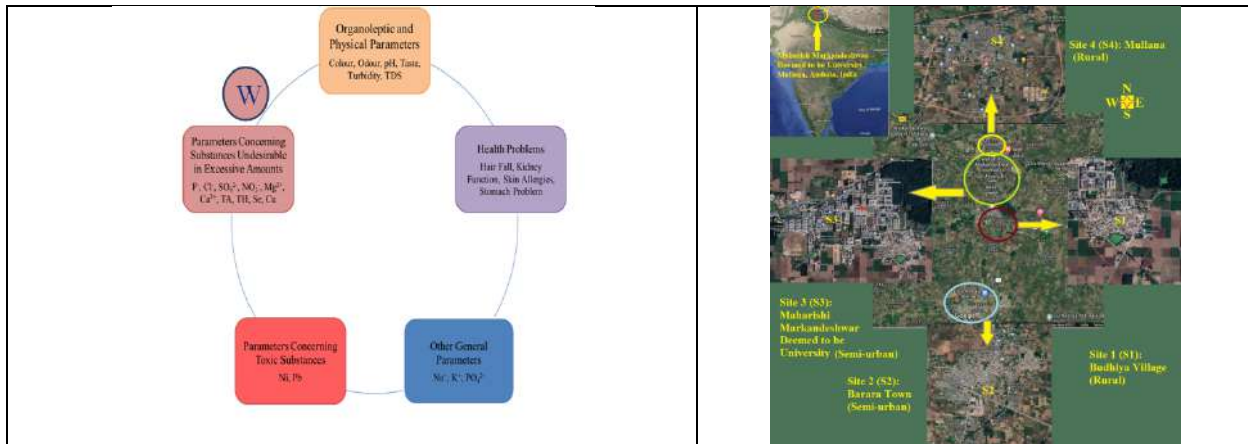 Organoleptic and
Physical Parameters
Colour, Odour, pH, Taste,
Turbidity, TDS
W
Parameters Concerning
Substances Undesirable
in Excessive Amounts
F⁻, Cl⁻, SO₄²⁻, NO₃⁻, Mg²⁺,
Ca²⁺, TA, TH, Se, Cu
Health Problems
Hair Fall, Kidney
Function, Skin Allergies,
Stomach Problem
Parameters Concerning
Toxic Substances
Ni, Pb
Other General
Parameters
Na⁺, K⁺, PO₄³⁻
Maharishi Markandeshwar
Deemed to be University
Mullana, Ambala, India
S4
Site 4 (S4): Mullana
(Rural)
N
W E
S
S3
S1
Site 3 (S3):
Maharishi
Markandeshwar
Deemed to be
University (Semi-urban)
Site 2 (S2):
Barara Town
(Semi-urban)
S2
Site 1 (S1):
Budhiya Village
(Rural)